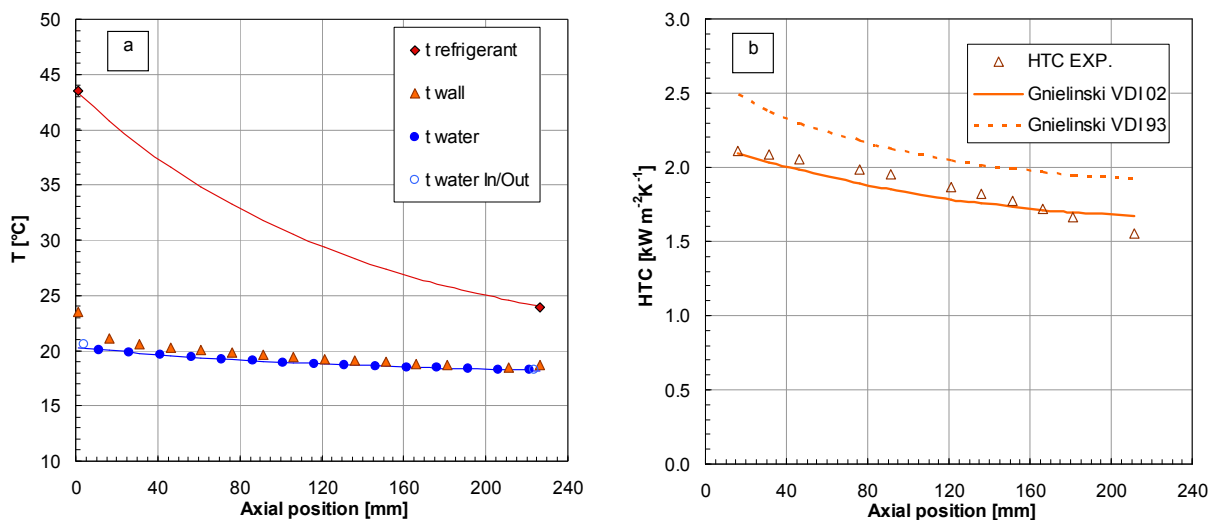 a
T [°C]
50
45
40
35
30
25
20
15
10
0
40
80
120
160
200
240
Axial position [mm]
t refrigerant
t wall
t water
t water In/Out
b
HTC [kW m-2K-1]
3.0
2.5
2.0
1.5
1.0
0.5
0.0
0
40
80
120
160
200
240
Axial position [mm]
HTC EXP.
Gnielinski VDI 02
Gnielinski VDI 93